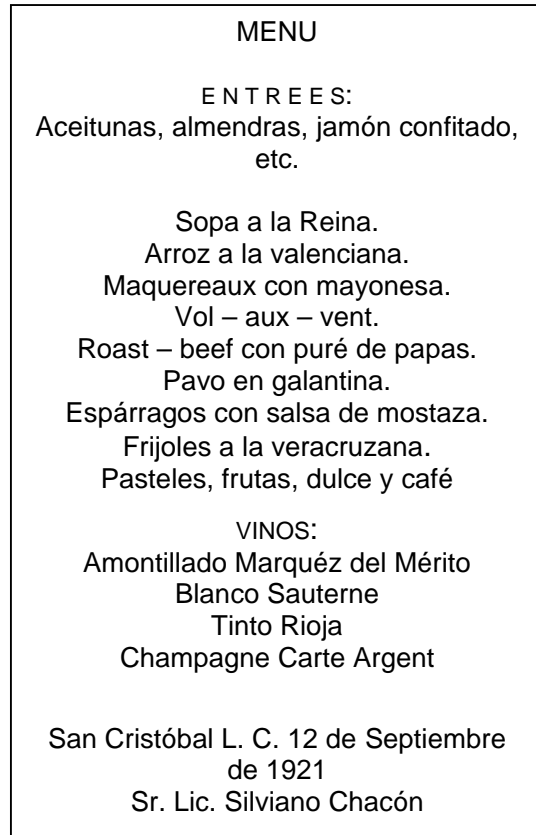 MENU
E N T R E E S:
Aceitunas, almendras, jamón confitado,
etc.
Sopa a la Reina.
Arroz a la valenciana.
Maquereaux con mayonesa.
Vol – aux – vent.
Roast – beef con puré de papas.
Pavo en galantina.
Espárragos con salsa de mostaza.
Frijoles a la veracruzana.
Pasteles, frutas, dulce y café
VINOS:
Amontillado Marquéz del Mérito
Blanco Sauterne
Tinto Rioja
Champagne Carte Argent
San Cristóbal L. C. 12 de Septiembre
de 1921
Sr. Lic. Silviano Chacón